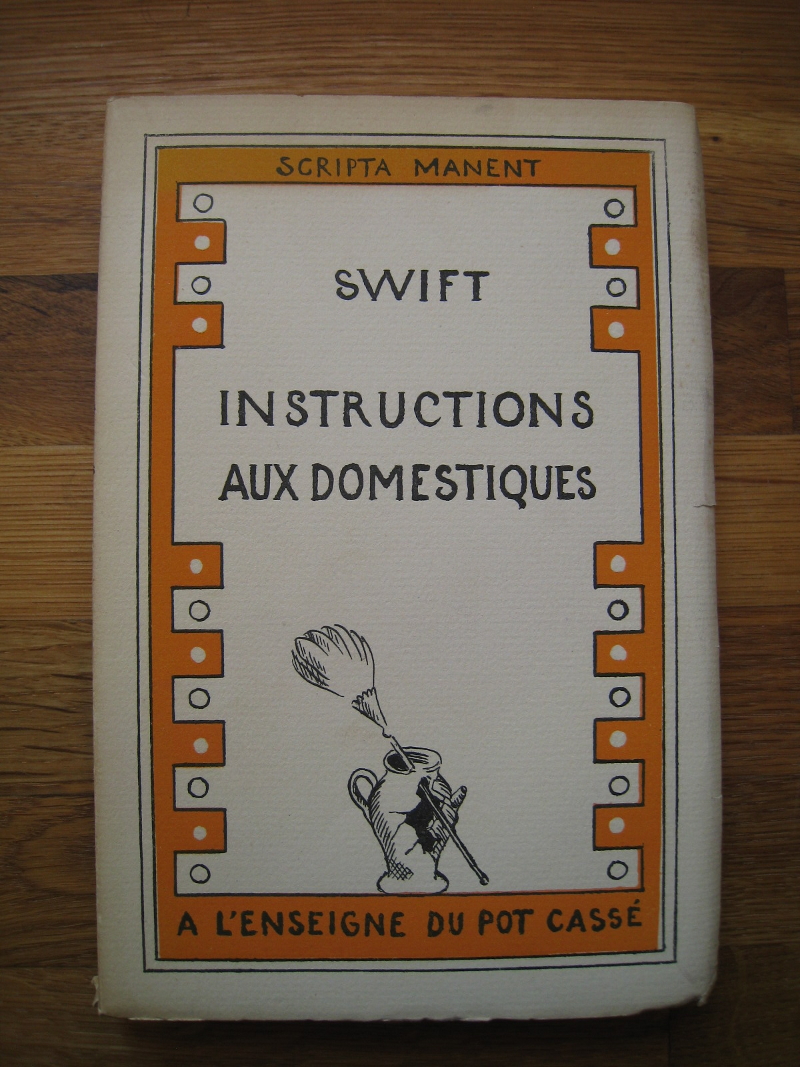 SCRIPTA MANENT
SWIFT
INSTRUCTIONS
AUX DOMESTIQUES
A L'ENSEIGNE DU POT CASSÉ